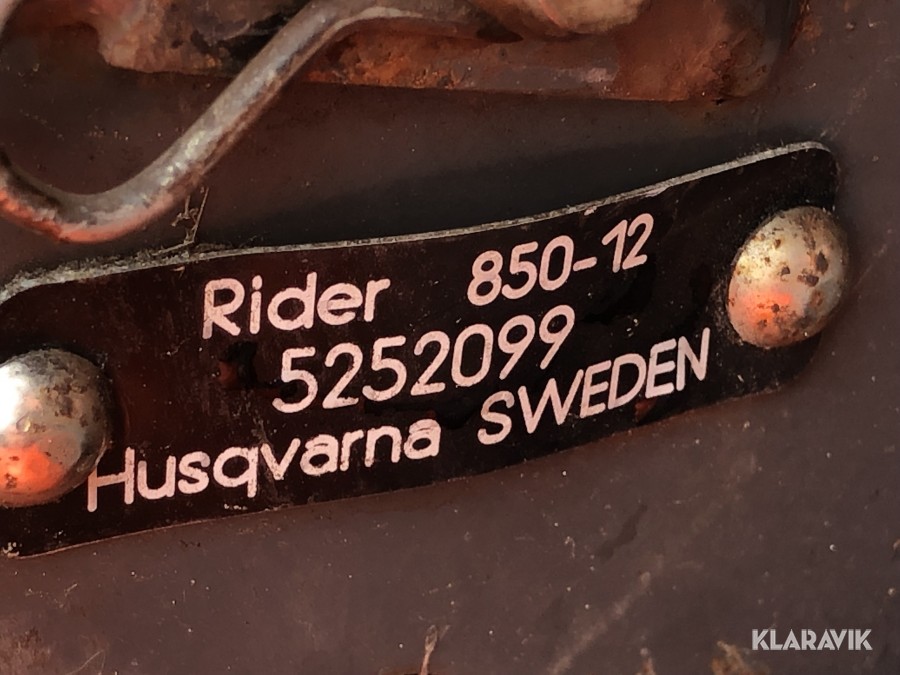 Rider 850-12
5252099
Husqvarna SWEDEN
KLARAVIK